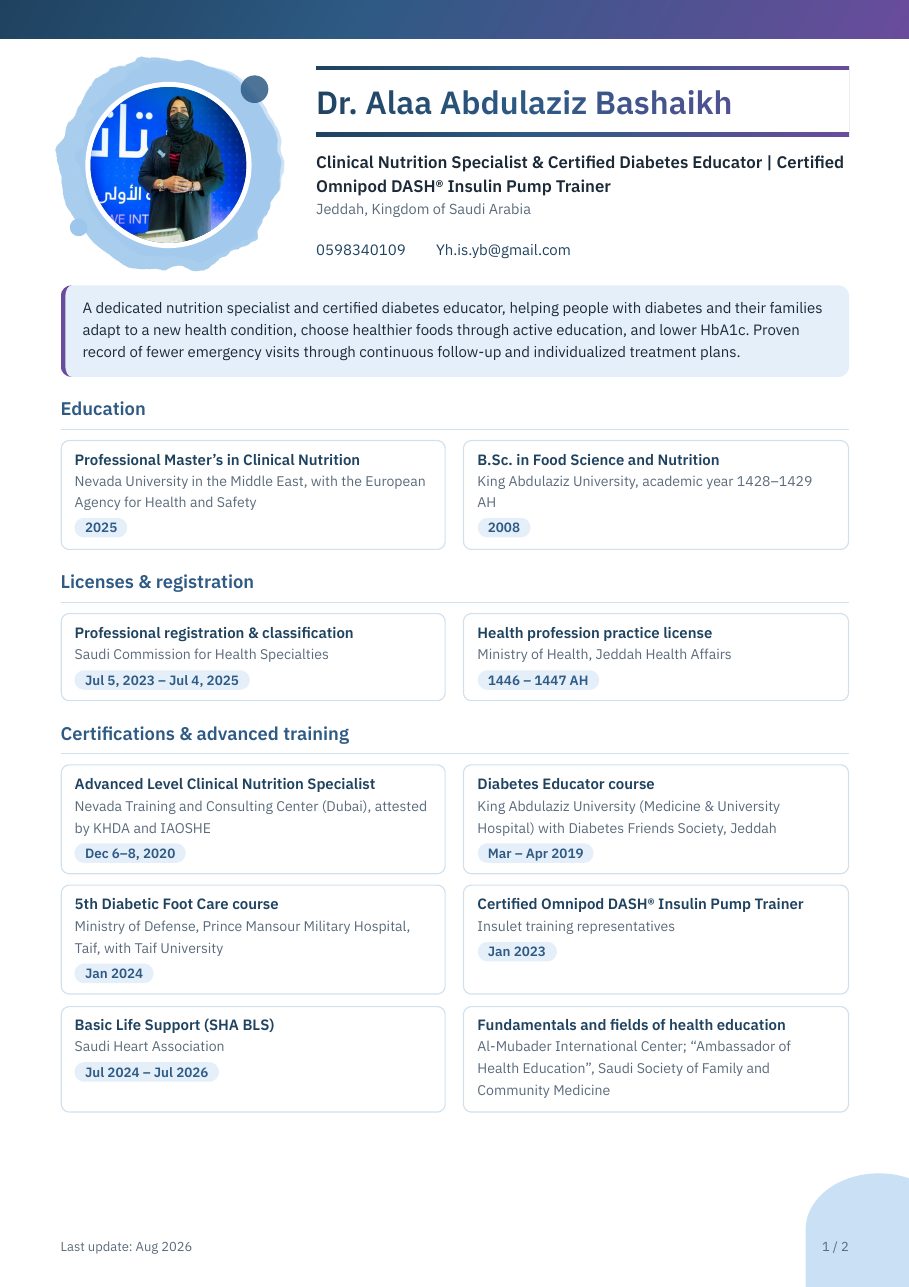 تان
الأولى
WE INT
Dr. Alaa Abdulaziz Bashaikh
Clinical Nutrition Specialist & Certified Diabetes Educator | Certified
Omnipod DASH® Insulin Pump Trainer
Jeddah, Kingdom of Saudi Arabia
0598340109 Yh.is.yb@gmail.com
A dedicated nutrition specialist and certified diabetes educator, helping people with diabetes and their families
adapt to a new health condition, choose healthier foods through active education, and lower HbA1c. Proven
record of fewer emergency visits through continuous follow-up and individualized treatment plans.
Education
Professional Master’s in Clinical Nutrition
Nevada University in the Middle East, with the European
Agency for Health and Safety
2025
B.Sc. in Food Science and Nutrition
King Abdulaziz University, academic year 1428–1429
AH
2008
Licenses & registration
Professional registration & classification
Saudi Commission for Health Specialties
Jul 5, 2023 – Jul 4, 2025
Health profession practice license
Ministry of Health, Jeddah Health Affairs
1446 – 1447 AH
Certifications & advanced training
Advanced Level Clinical Nutrition Specialist
Nevada Training and Consulting Center (Dubai), attested
by KHDA and IAOSHE
Dec 6–8, 2020
Diabetes Educator course
King Abdulaziz University (Medicine & University
Hospital) with Diabetes Friends Society, Jeddah
Mar – Apr 2019
5th Diabetic Foot Care course
Ministry of Defense, Prince Mansour Military Hospital,
Taif, with Taif University
Jan 2024
Certified Omnipod DASH® Insulin Pump Trainer
Insulet training representatives
Jan 2023
Basic Life Support (SHA BLS)
Saudi Heart Association
Jul 2024 – Jul 2026
Fundamentals and fields of health education
Al-Mubader International Center; “Ambassador of
Health Education”, Saudi Society of Family and
Community Medicine
Last update: Aug 2026
1 / 2